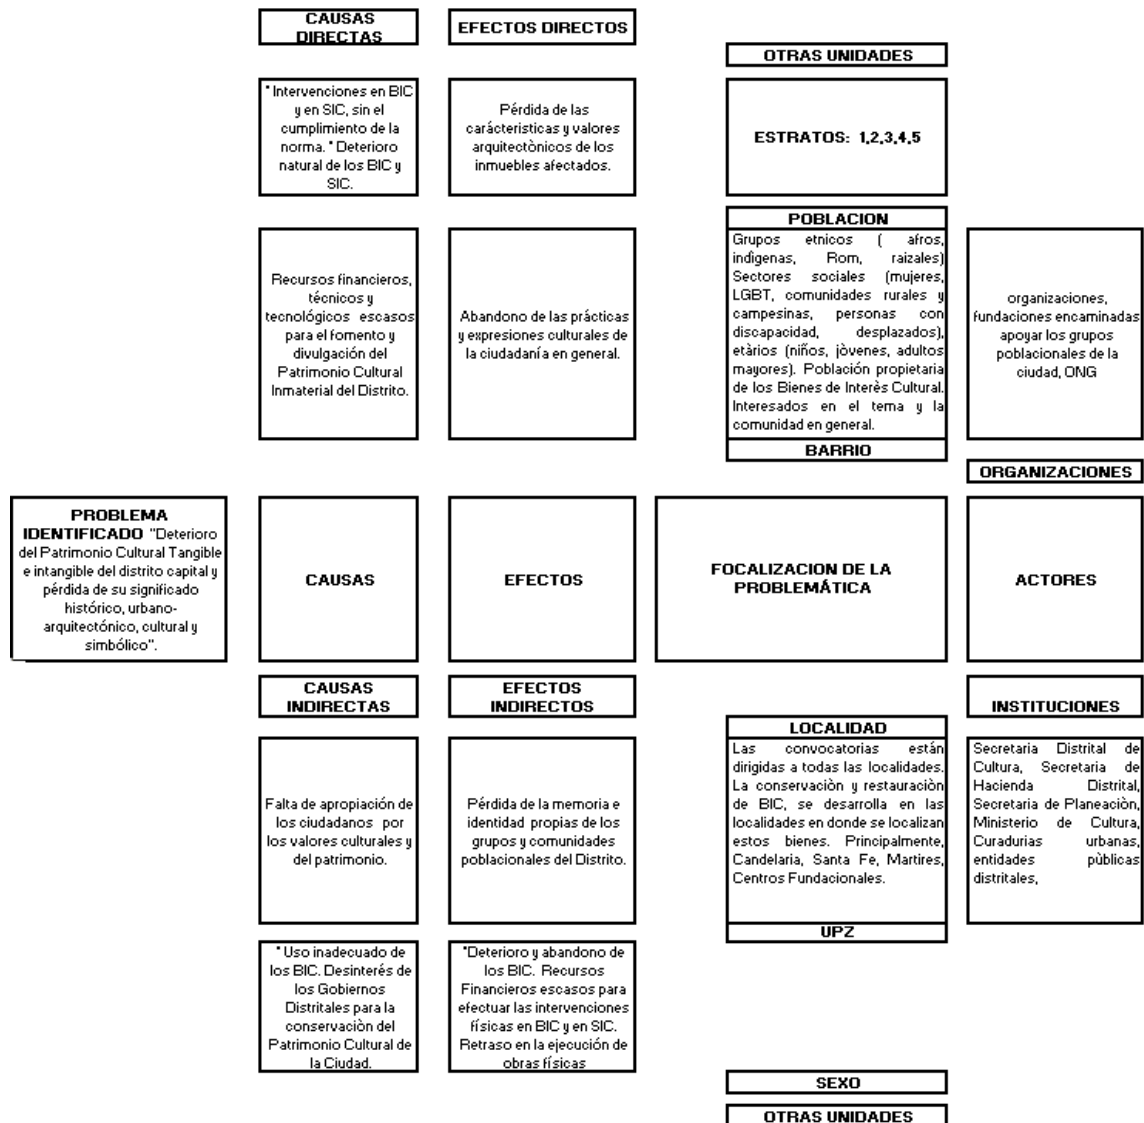 CAUSAS
DIRECTAS
EFECTOS DIRECTOS
OTRAS UNIDADES
* Intervenciones en BIC
y en SIC, sin el
cumplimiento de la
norma. * Deterioro
natural de los BIC y
SIC.
Pérdida de las
carácteristicas y valores
arquitectònicos de los
inmuebles afectados.
ESTRATOS: 1,2,3,4,5
POBLACION
Recursos financieros,
técnicos y
tecnológicos escasos
para el fomento y
divulgación del
Patrimonio Cultural
Inmaterial del Distrito.
Abandono de las prácticas
y expresiones culturales de
la ciudadanía en general.
Grupos etnicos ( afros,
indìgenas, Rom, raizales)
Sectores sociales (mujeres,
LGBT, comunidades rurales y
campesinas, personas con
discapacidad, desplazados),
etàrios (niños, jòvenes, adultos
mayores). Población propietaria
de los Bienes de Interès Cultural.
Interesados en el tema y la
comunidad en general.
organizaciones,
fundaciones encaminadas
apoyar los grupos
poblacionales de la
ciudad, ONG
BARRIO
ORGANIZACIONES
PROBLEMA
IDENTIFICADO "Deterioro
del Patrimonio Cultural Tangible
e intangible del distrito capital y
pérdida de su significado
histórico, urbano-
arquitectónico, cultural y
simbólico".
CAUSAS
EFECTOS
FOCALIZACION DE LA
PROBLEMÁTICA
ACTORES
CAUSAS
INDIRECTAS
EFECTOS
INDIRECTOS
INSTITUCIONES
LOCALIDAD
Falta de apropiación de
los ciudadanos por
los valores culturales y
del patrimonio.
Pérdida de la memoria e
identidad propias de los
grupos y comunidades
poblacionales del Distrito.
Las convocatorias están
dirigidas a todas las localidades.
La conservaciòn y restauraciòn
de BIC, se desarrolla en las
localidades en donde se localizan
estos bienes. Principalmente,
Candelaria, Santa Fe, Martires,
Centros Fundacionales.
Secretaria Distrital de
Cultura, Secretaria de
Hacienda Distrital,
Secretaria de Planeaciòn,
Ministerio de Cultura,
Curadurias urbanas,
entidades pùblicas
distritales,
UPZ
* Uso inadecuado de
los BIC. Desinterés de
los Gobiernos
Distritales para la
conservaciòn del
Patrimonio Cultural de
la Ciudad.
*Deterioro y abandono de
los BIC. Recursos
Financieros escasos para
efectuar las intervenciones
físicas en BIC y en SIC.
Retraso en la ejecución de
obras físicas
SEXO
OTRAS UNIDADES